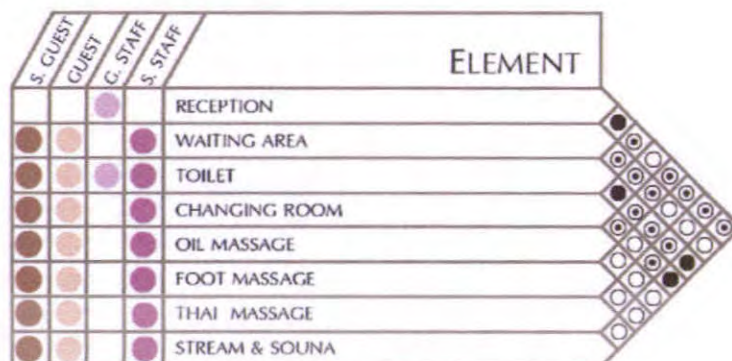 S. GUEST
GUEST
G. STAFF
S. STAFF
ELEMENT
RECEPTION
WAITING AREA
TOILET
CHANGING ROOM
OIL MASSAGE
FOOT MASSAGE
THAI MASSAGE
STREAM & SOUNA